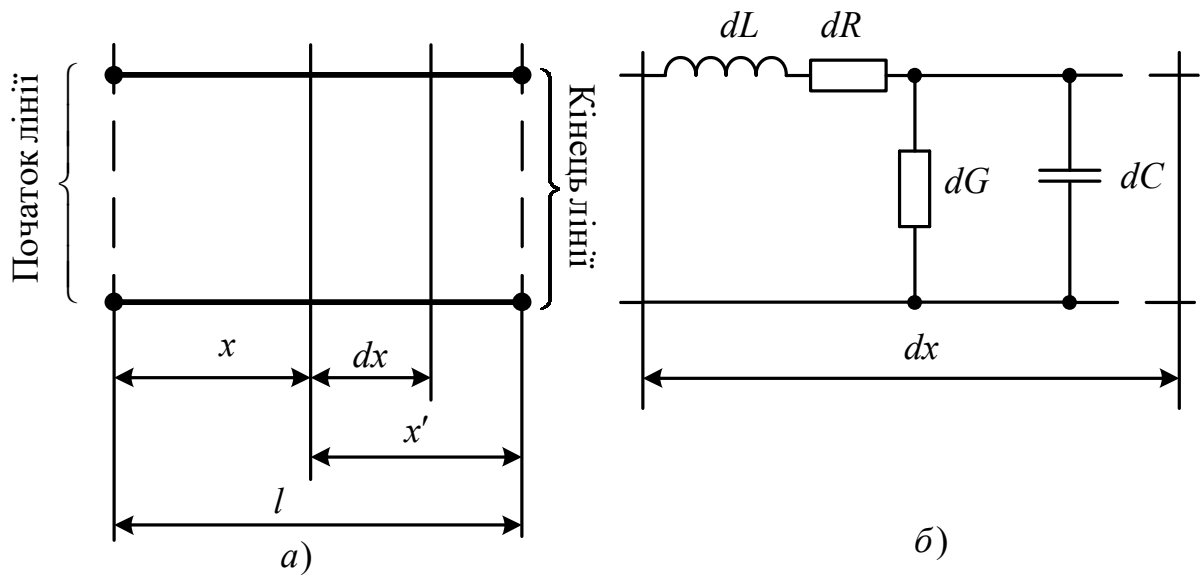 Початок лінії
Кінець лінії
x
dx
x′
l
а)
dL
dR
dG
dC
dx
б)